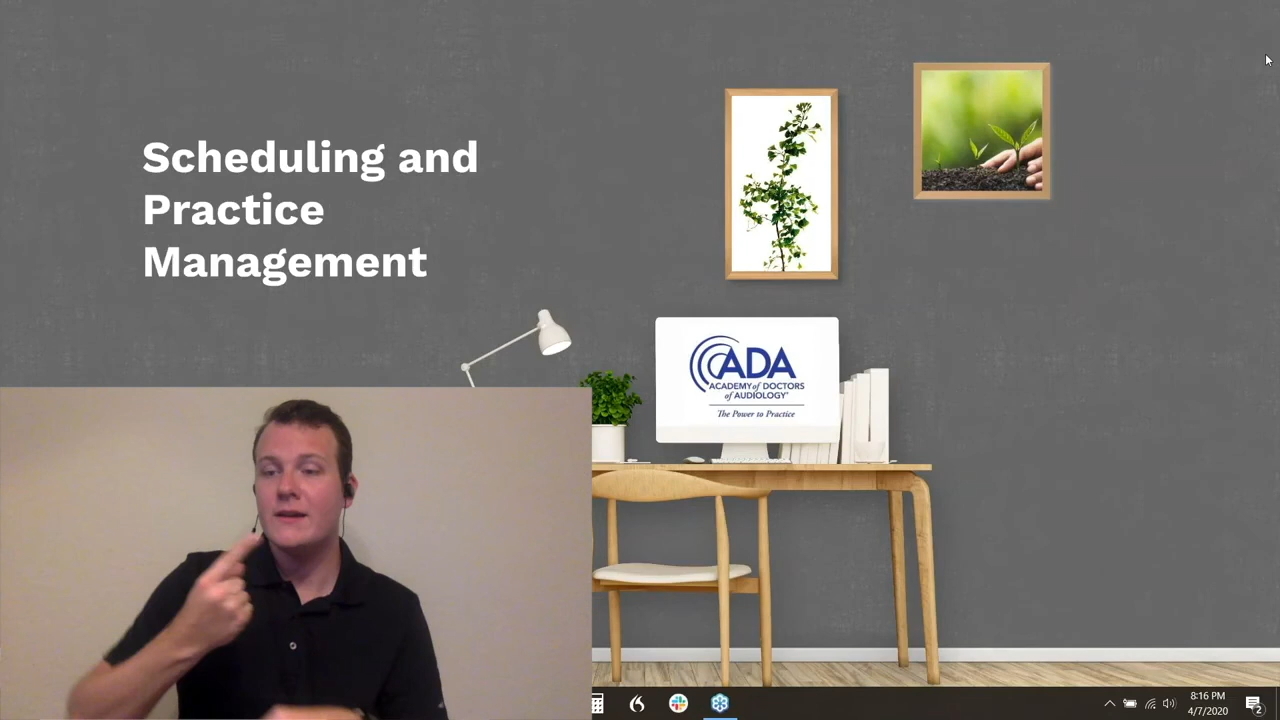 Scheduling and
Practice
Management
ADA
ACADEMY of DOCTORS
of AUDIOLOGY®
The Power to Practice
8:16 PM
4/7/2020
2